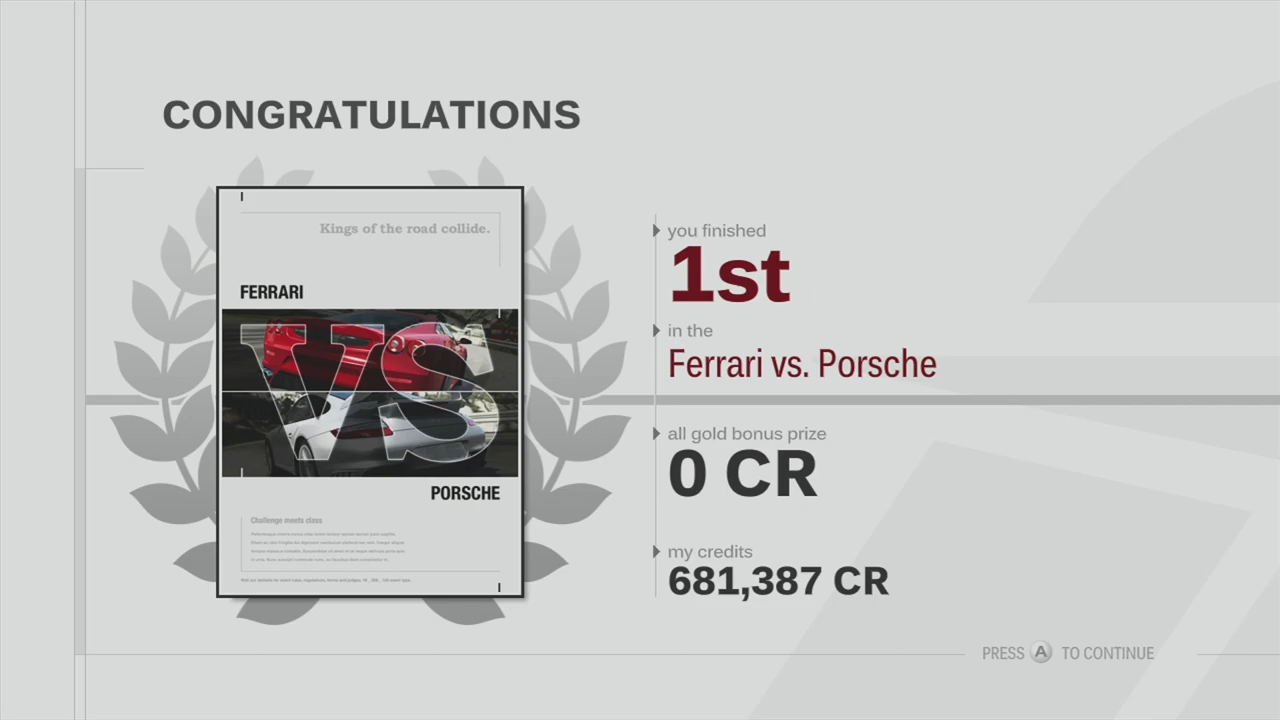 CONGRATULATIONS
Kings of the road collide.
FERRARI
VS
PORSCHE
Challenge meets class
you finished
1st
in the
Ferrari vs. Porsche
all gold bonus prize
0 CR
my credits
681,387 CR
PRESS A TO CONTINUE